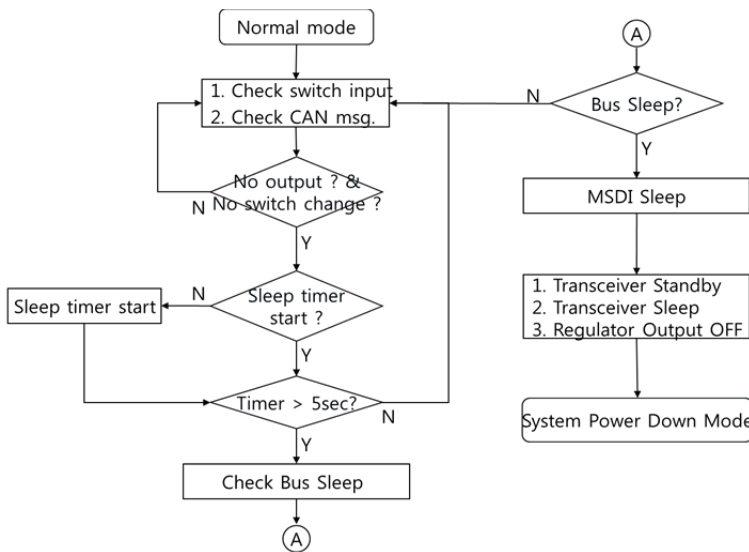 Normal mode
1. Check switch input
2. Check CAN msg.
No output ? &
No switch change ?
N
Y
Sleep timer
start ?
N
Sleep timer start
Y
Timer > 5sec?
N
Y
Check Bus Sleep
A
A
Bus Sleep?
N
Y
MSDI Sleep
1. Transceiver Standby
2. Transceiver Sleep
3. Regulator Output OFF
System Power Down Mode